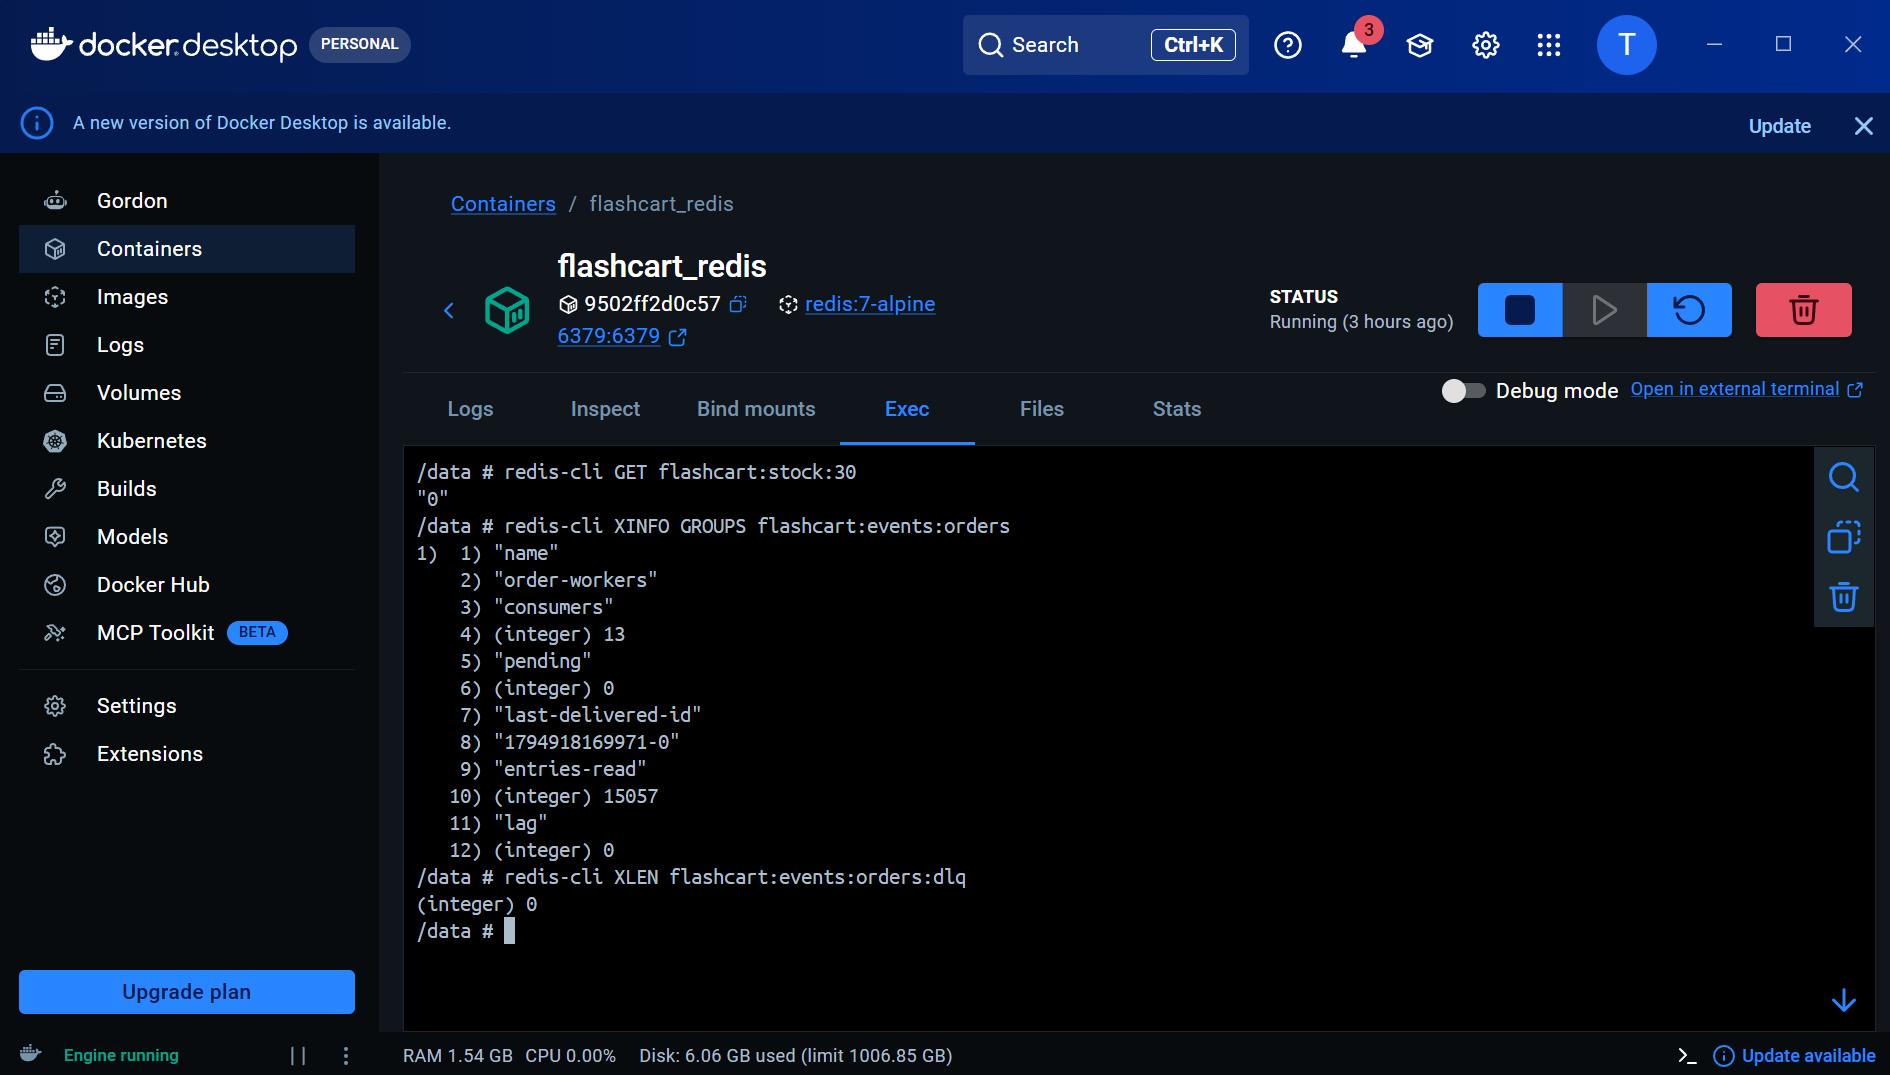 docker.desktop PERSONAL
Search Ctrl+K
3
T
A new version of Docker Desktop is available.
Update
Gordon
Containers
Images
Logs
Volumes
Kubernetes
Builds
Models
Docker Hub
MCP Toolkit BETA
Settings
Extensions
Upgrade plan
Containers / flashcart_redis
flashcart_redis
9502ff2d0c57 redis:7-alpine
6379:6379
STATUS
Running (3 hours ago)
Logs Inspect Bind mounts Exec Files Stats
Debug mode Open in external terminal
/data # redis-cli GET flashcart:stock:30
"0"
/data # redis-cli XINFO GROUPS flashcart:events:orders
1) 1) "name"
2) "order-workers"
3) "consumers"
4) (integer) 13
5) "pending"
6) (integer) 0
7) "last-delivered-id"
8) "1794918169971-0"
9) "entries-read"
10) (integer) 15057
11) "lag"
12) (integer) 0
/data # redis-cli XLEN flashcart:events:orders:dlq
(integer) 0
/data #
Engine running
RAM 1.54 GB CPU 0.00% Disk: 6.06 GB used (limit 1006.85 GB)
Update available